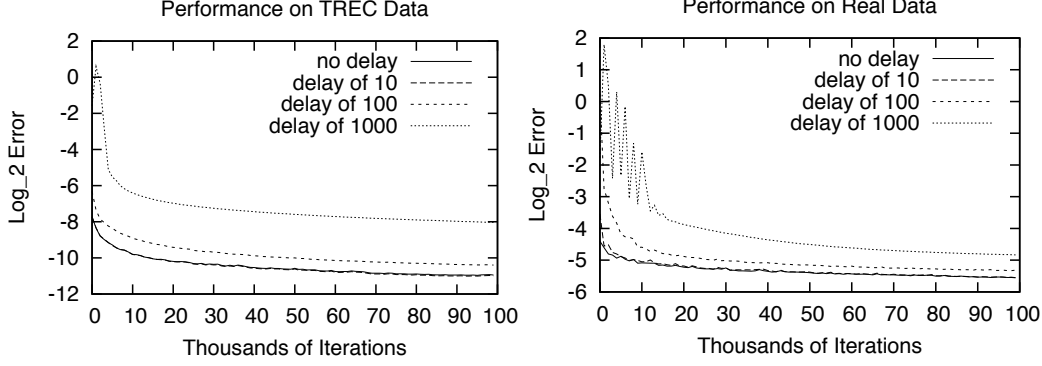 Performance on TREC Data
2
0
-2
-4
-6
-8
-10
-12
Log_2 Error
no delay
delay of 10
delay of 100
delay of 1000
0 10 20 30 40 50 60 70 80 90 100
Thousands of Iterations
Performance on Real Data
2
1
0
-1
-2
-3
-4
-5
-6
Log_2 Error
no delay
delay of 10
delay of 100
delay of 1000
0 10 20 30 40 50 60 70 80 90 100
Thousands of Iterations